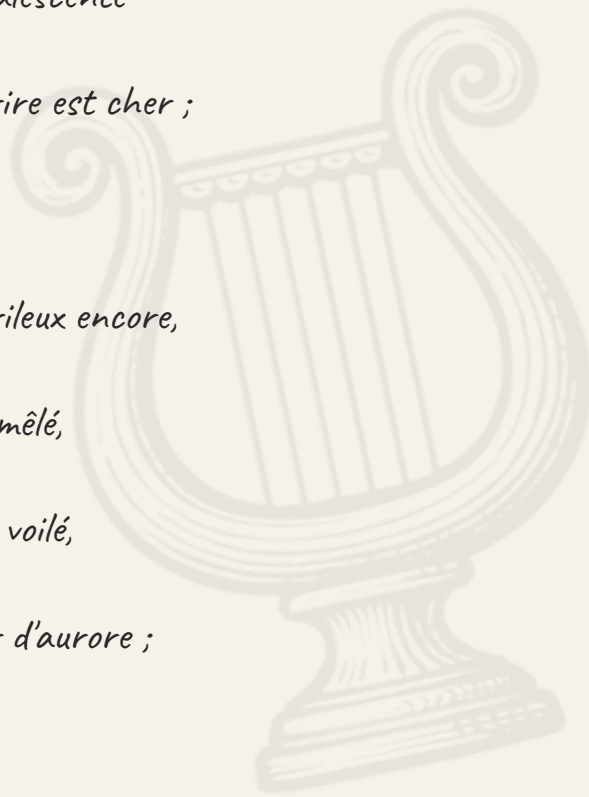 ire est cher ;
rileux encore,
mêlé,
voilé,
d'aurore ;